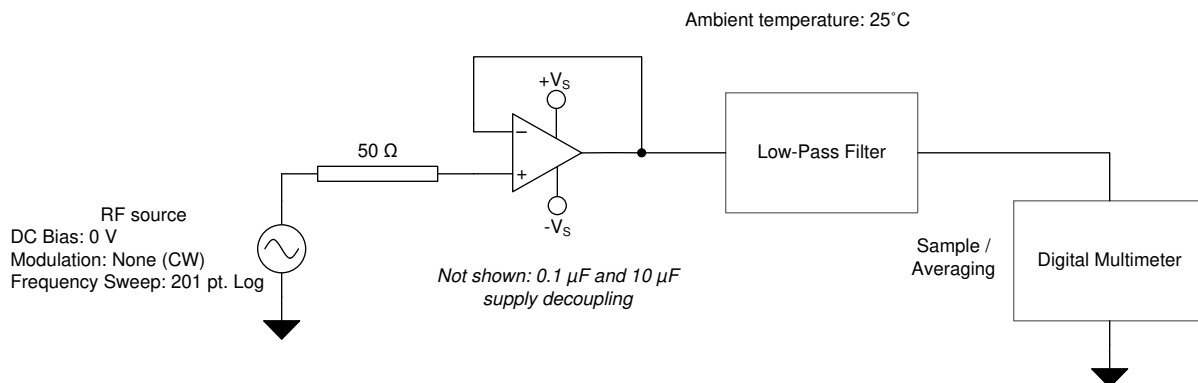 Ambient temperature: 25˚C
+VS
50 Ω
−
+
Low-Pass Filter
-VS
RF source
DC Bias: 0 V
Modulation: None (CW)
Frequency Sweep: 201 pt. Log
Not shown: 0.1 µF and 10 µF
supply decoupling
Sample /
Averaging
Digital Multimeter